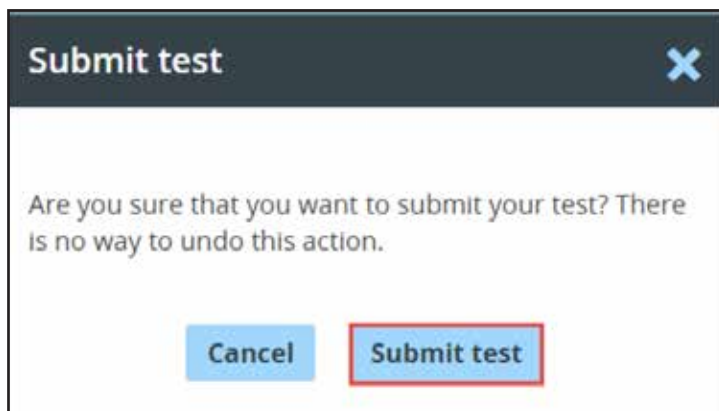 Submit test
Are you sure that you want to submit your test? There
is no way to undo this action.
Cancel Submit test